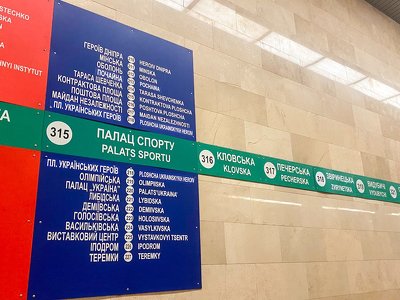 STECHKO
NYI INSTYTUT
ГЕРОЇВ ДНІПРА HEROIV DNIPRA
МІНСЬКА MINSKA
ОБОЛОНЬ OBOLON
ПОЧАЙНА POCHAINA
ТАРАСА ШЕВЧЕНКА TARASA SHEVCHENKA
КОНТРАКТОВА ПЛОЩА KONTRAKTOVA PLOSHCHA
ПОШТОВА ПЛОЩА POSHTOVA PLOSHCHA
МАЙДАН НЕЗАЛЕЖНОСТІ MAIDAN NEZALEZHNOSTI
ПЛ. УКРАЇНСЬКИХ ГЕРОЇВ PLOSHCHA UKRAINSKYKH HEROIV
315 ПАЛАЦ СПОРТУ
PALATS SPORTU
316 КЛОВСЬКА
KLOVSKA
317 ПЕЧЕРСЬКА
PECHERSKA
318 ЗВІРИНЕЦЬКА
ZVIRYNETSKA
ВИДУБИЧІ
VYDUBYCHI
ПЛ. УКРАЇНСЬКИХ ГЕРОЇВ PLOSHCHA UKRAINSKYKH HEROIV
ОЛІМПІЙСЬКА OLIMPIISKA
ПАЛАЦ „УКРАЇНА" PALATS"UKRAINA"
ЛИБІДСЬКА LYBIDSKA
ДЕМІЇВСЬКА DEMIIVSKA
ГОЛОСІЇВСЬКА HOLOSIIVSKA
ВАСИЛЬКІВСЬКА VASYLKIVSKA
ВИСТАВКОВИЙ ЦЕНТР VYSTAVKOVYI TSENTR
ІПОДРОМ IPODROM
ТЕРЕМКИ TEREMKY